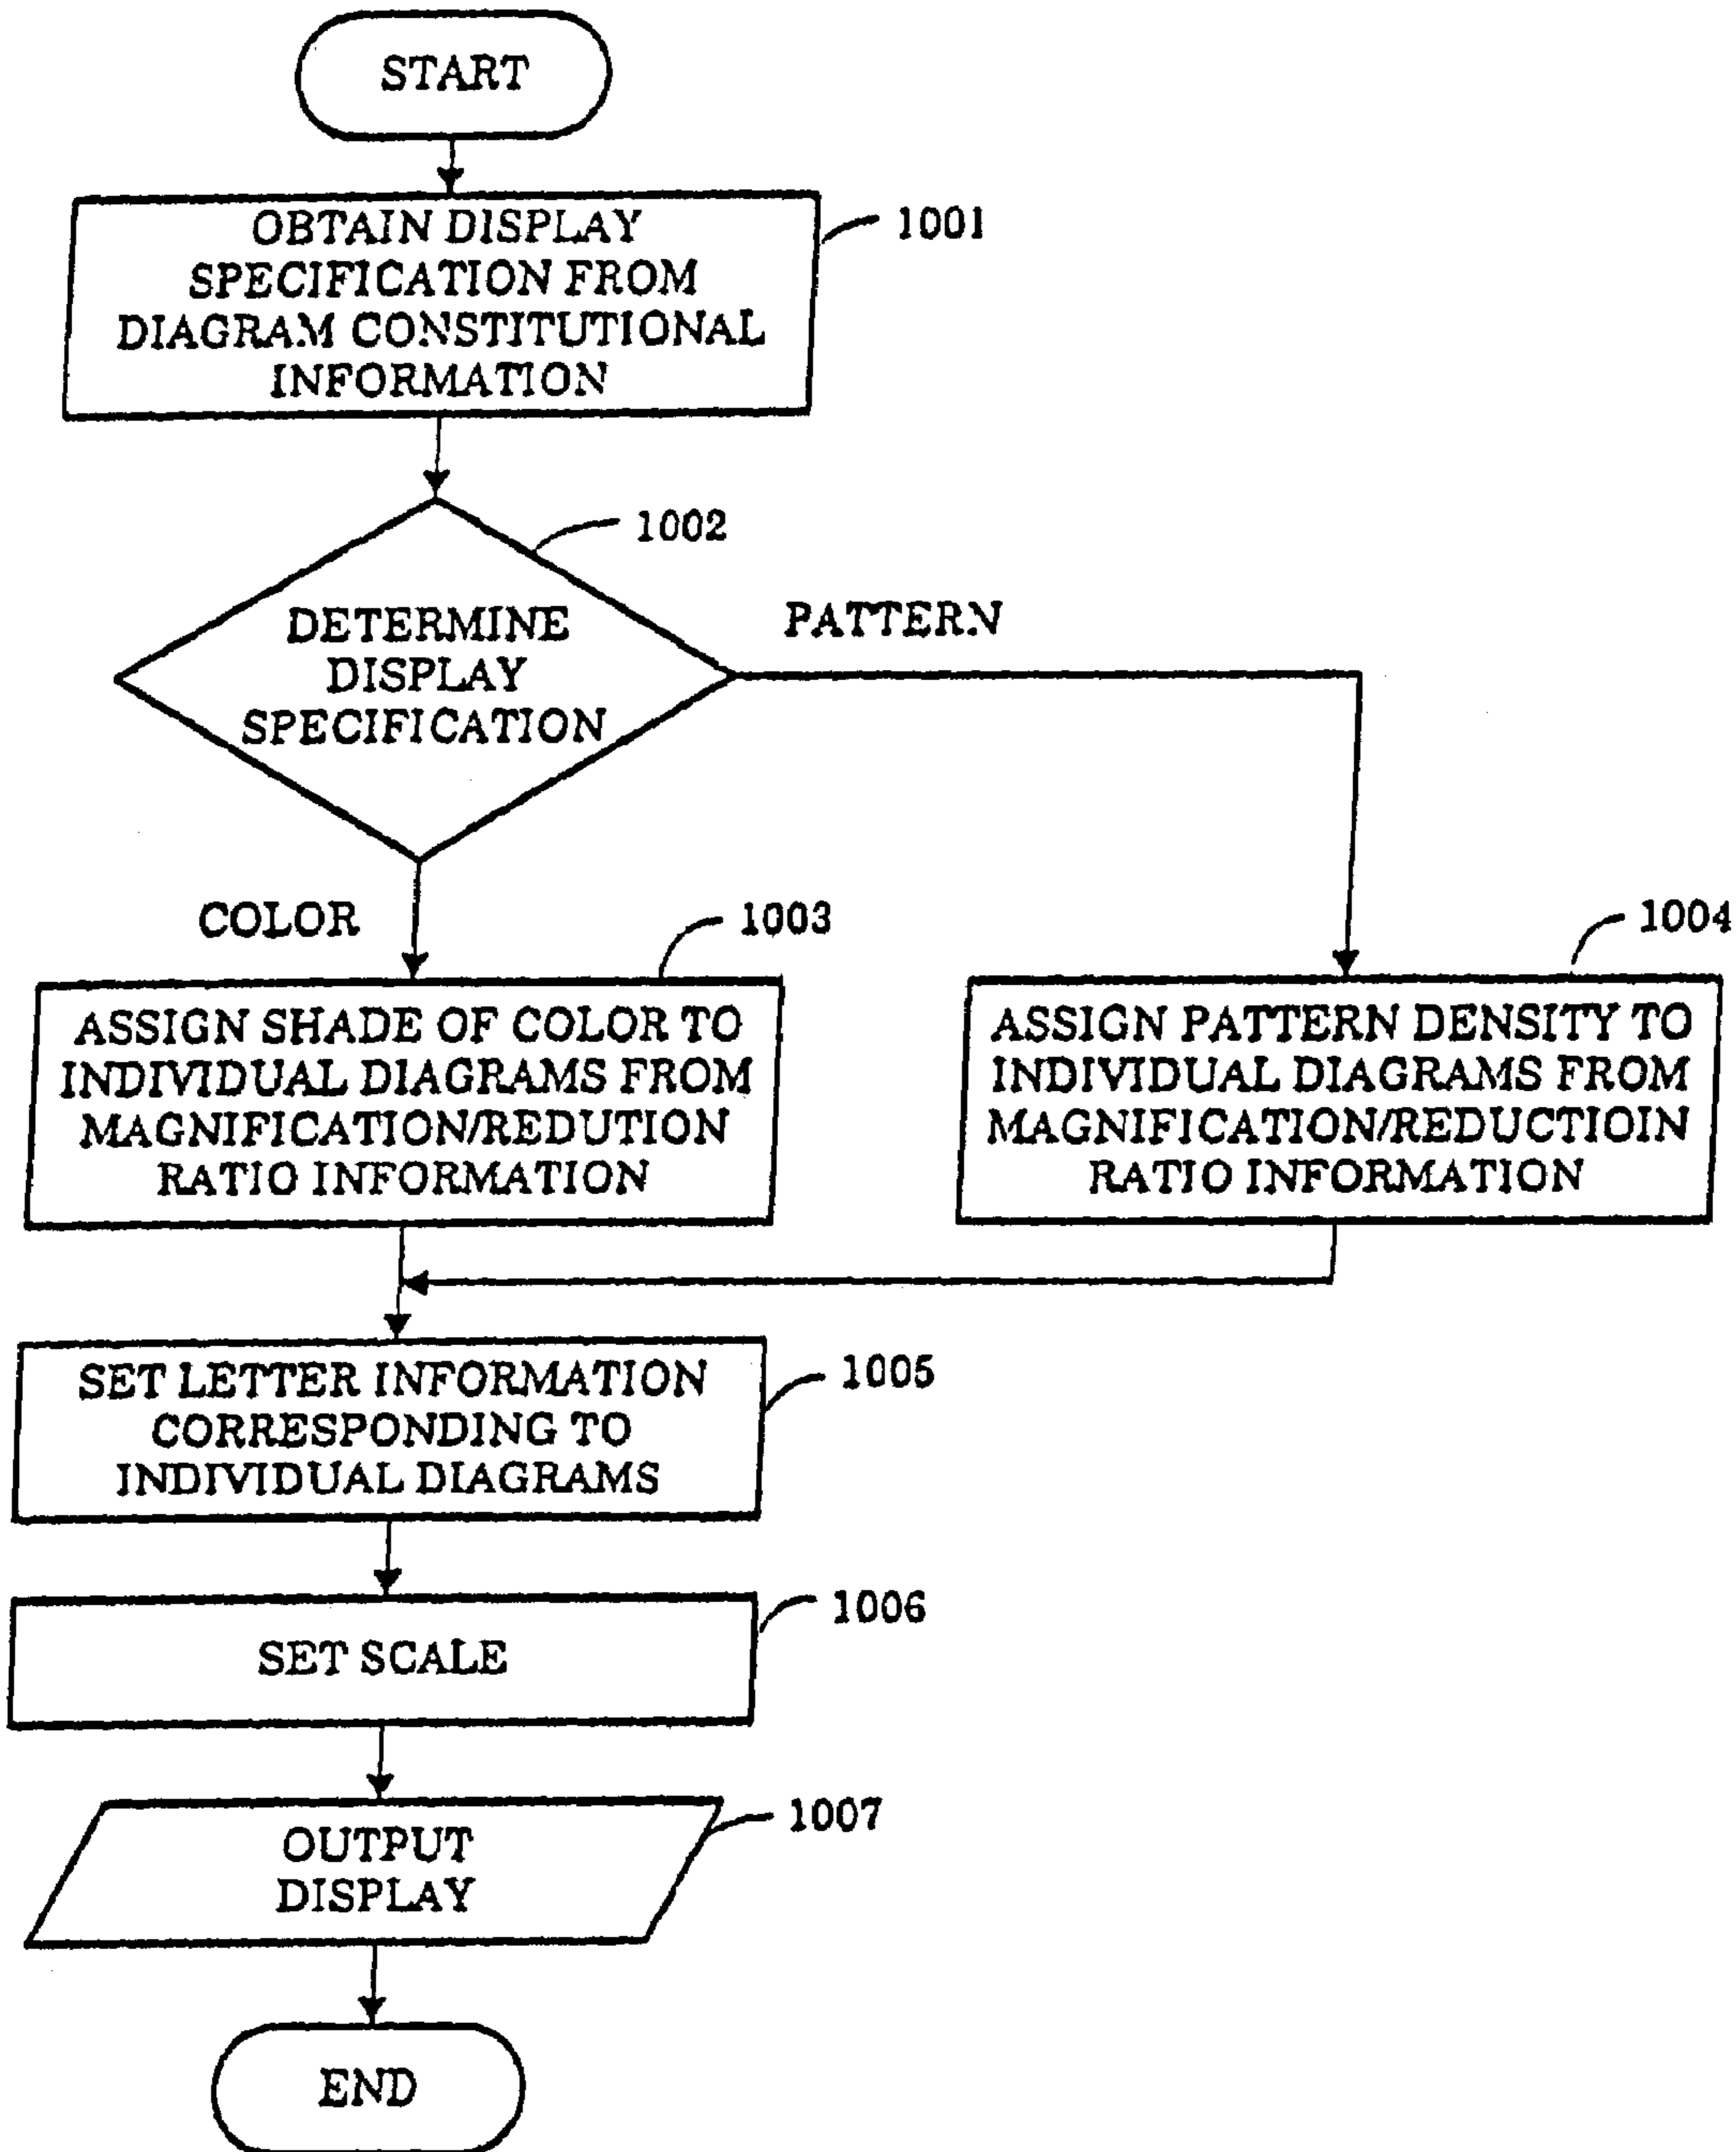 START
OBTAIN DISPLAY
SPECIFICATION FROM
DIAGRAM CONSTITUTIONAL
INFORMATION
1001
1002
DETERMINE
DISPLAY
SPECIFICATION
PATTERN
COLOR
1003
ASSIGN SHADE OF COLOR TO
INDIVIDUAL DIAGRAMS FROM
MAGNIFICATION/REDUTION
RATIO INFORMATION
1004
ASSIGN PATTERN DENSITY TO
INDIVIDUAL DIAGRAMS FROM
MAGNIFICATION/REDUCTIOIN
RATIO INFORMATION
SET LETTER INFORMATION
CORRESPONDING TO
INDIVIDUAL DIAGRAMS
1005
SET SCALE
1006
OUTPUT
DISPLAY
1007
END